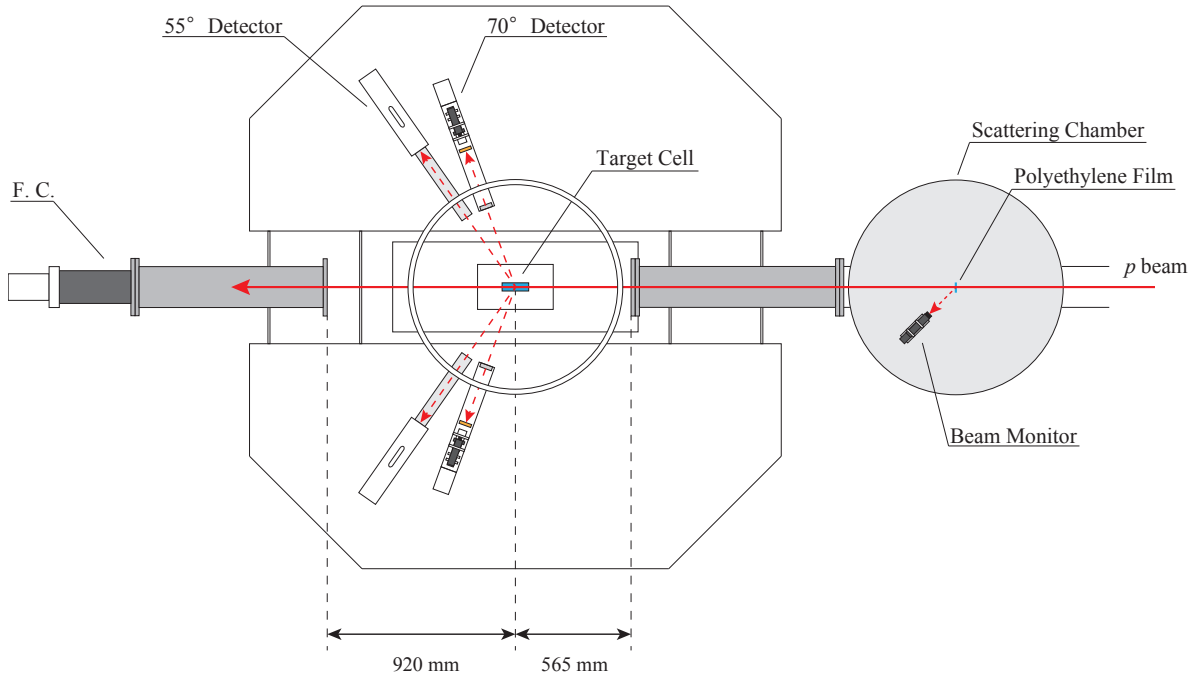 55° Detector
70° Detector
Scattering Chamber
Target Cell
Polyethylene Film
F. C.
p beam
Beam Monitor
920 mm
565 mm